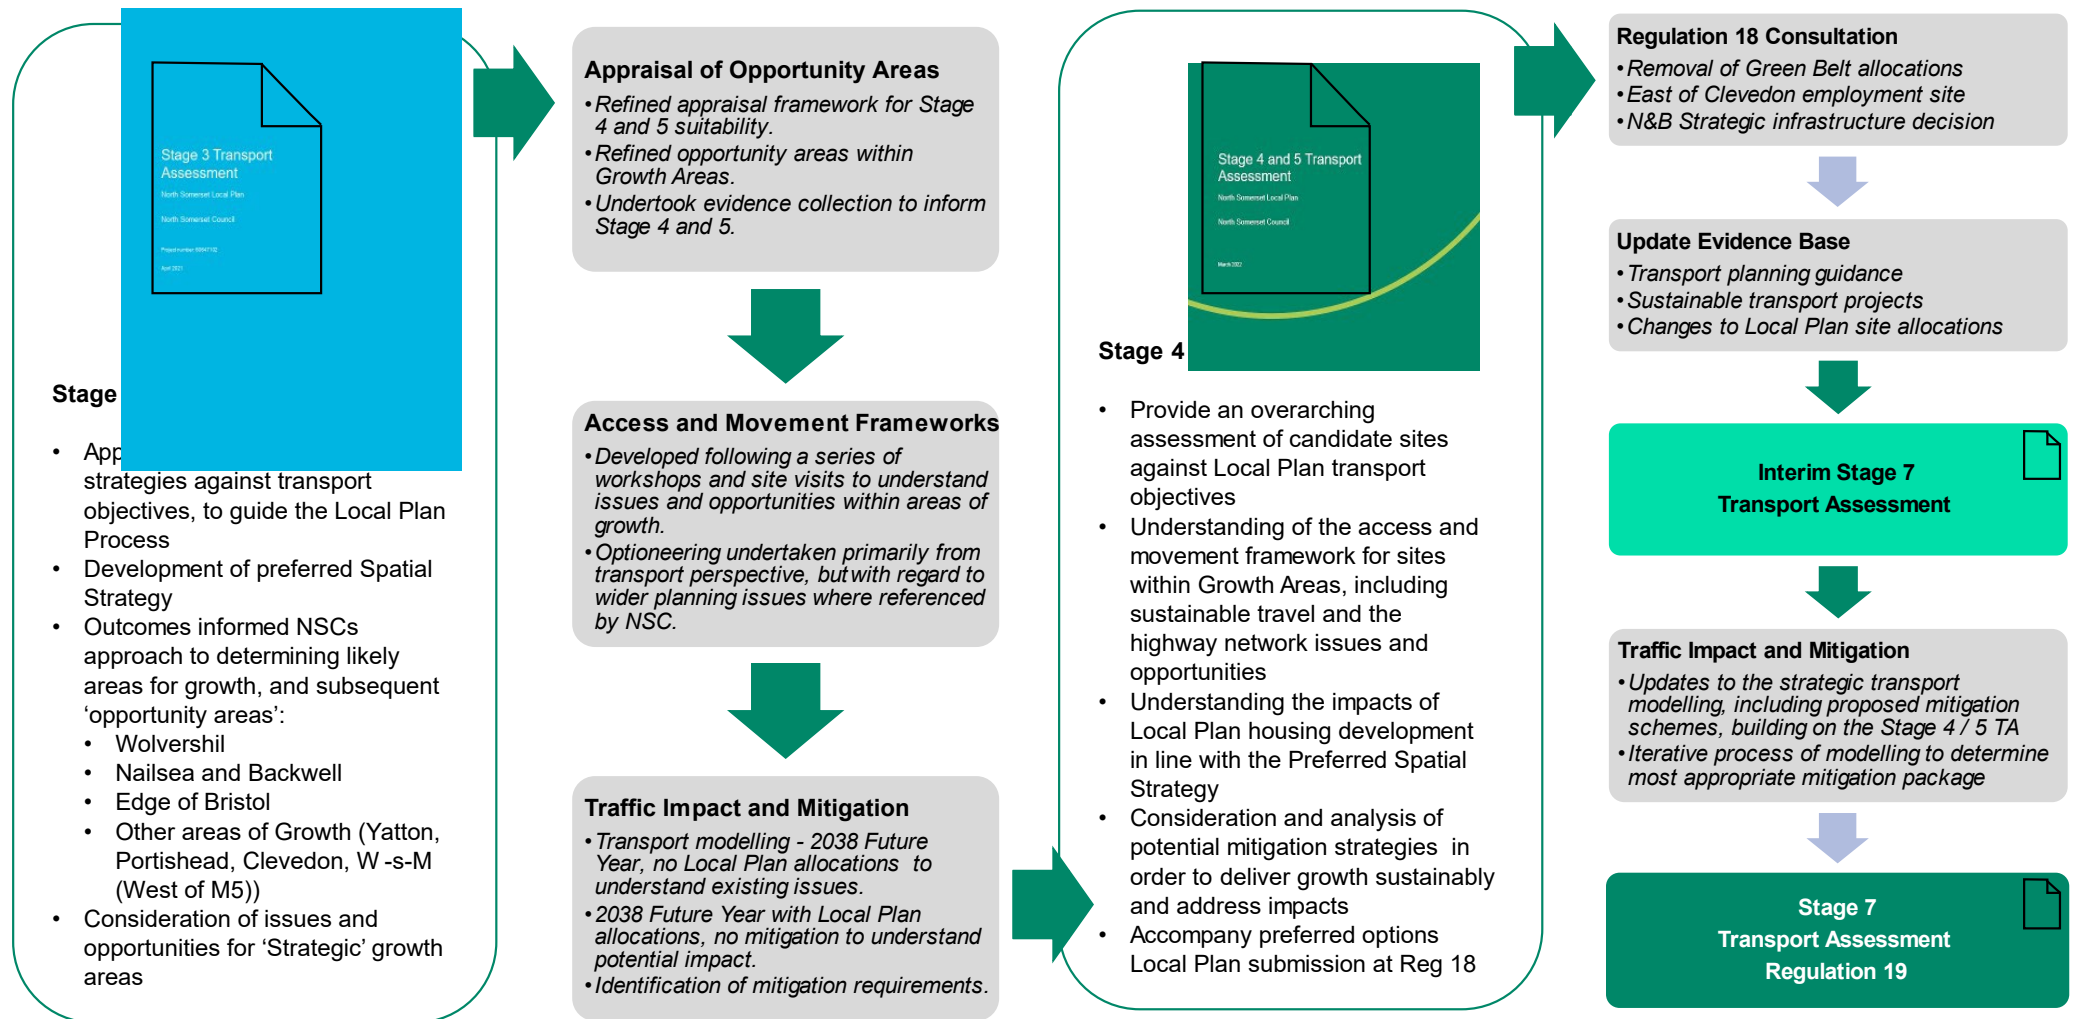 Stage 3 Transport
Assessment
North Somerset Local Plan
North Somerset Council
April 2021
Stage
• App
strategies against transport
objectives, to guide the Local Plan
Process
• Development of preferred Spatial
Strategy
• Outcomes informed NSCs
approach to determining likely
areas for growth, and subsequent
‘opportunity areas’:
• Wolvershil
• Nailsea and Backwell
• Edge of Bristol
• Other areas of Growth (Yatton,
Portishead, Clevedon, W -s-M
(West of M5))
• Consideration of issues and
opportunities for ‘Strategic’ growth
areas
Appraisal of Opportunity Areas
• Refined appraisal framework for Stage
4 and 5 suitability.
• Refined opportunity areas within
Growth Areas.
• Undertook evidence collection to inform
Stage 4 and 5.
Access and Movement Frameworks
• Developed following a series of
workshops and site visits to understand
issues and opportunities within areas of
growth.
• Optioneering undertaken primarily from
transport perspective, but with regard to
wider planning issues where referenced
by NSC.
Traffic Impact and Mitigation
• Transport modelling - 2038 Future
Year, no Local Plan allocations to
understand existing issues.
• 2038 Future Year with Local Plan
allocations, no mitigation to understand
potential impact.
• Identification of mitigation requirements.
Stage 4 and 5 Transport
Assessment
North Somerset Local Plan
North Somerset Council
March 2022
Stage 4
• Provide an overarching
assessment of candidate sites
against Local Plan transport
objectives
• Understanding of the access and
movement framework for sites
within Growth Areas, including
sustainable travel and the
highway network issues and
opportunities
• Understanding the impacts of
Local Plan housing development
in line with the Preferred Spatial
Strategy
• Consideration and analysis of
potential mitigation strategies in
order to deliver growth sustainably
and address impacts
• Accompany preferred options
Local Plan submission at Reg 18
Regulation 18 Consultation
• Removal of Green Belt allocations
• East of Clevedon employment site
• N&B Strategic infrastructure decision
Update Evidence Base
• Transport planning guidance
• Sustainable transport projects
• Changes to Local Plan site allocations
Interim Stage 7
Transport Assessment
Traffic Impact and Mitigation
• Updates to the strategic transport
modelling, including proposed mitigation
schemes, building on the Stage 4 / 5 TA
• Iterative process of modelling to determine
most appropriate mitigation package
Stage 7
Transport Assessment
Regulation 19